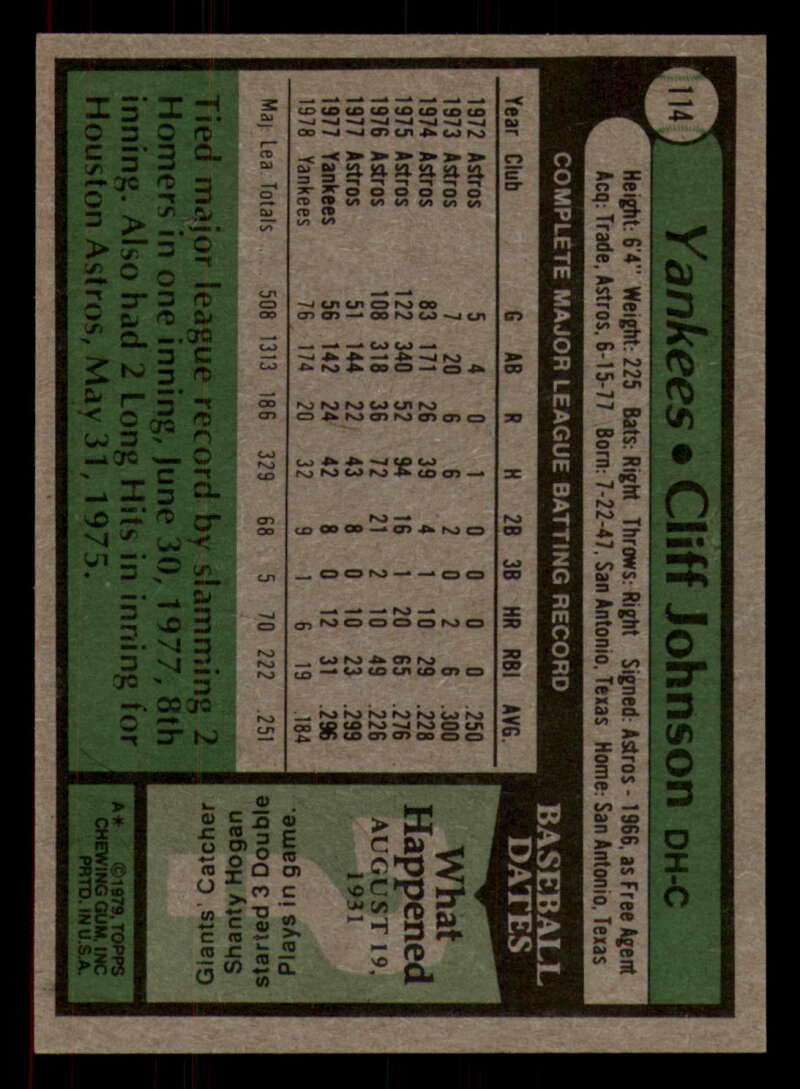 114
Yankees • Cliff Johnson DH-C
Height: 6'4" Weight: 225 Bats: Right Throws: Right Signed: Astros - 1966, as Free Agent
Acq: Trade, Astros, 6-15-77 Born: 7-22-47, San Antonio, Texas Home: San Antonio, Texas
COMPLETE MAJOR LEAGUE BATTING RECORD
Year Club G AB R H 2B 3B HR RBI AVG.
1972 Astros 5 4 0 1 0 0 0 0 .250
1973 Astros 7 20 6 6 2 0 2 6 .300
1974 Astros 83 171 26 39 4 1 10 29 .228
1975 Astros 122 340 52 94 16 1 20 65 .276
1976 Astros 108 318 36 72 21 2 10 49 .226
1977 Astros 51 144 22 43 8 0 10 23 .299
1977 Yankees 56 142 24 42 8 0 12 31 .296
1978 Yankees 76 174 20 32 9 1 6 19 .184
Maj. Lea. Totals . . . 508 1313 186 329 68 5 70 222 .251
Tied major league record by slamming 2
Homers in one inning, June 30, 1977, 8th
inning. Also had 2 Long Hits in inning for
Houston Astros, May 31, 1975.
BASEBALL
DATES
What
Happened
AUGUST 19,
1931
Giants' Catcher
Shanty Hogan
started 3 Double
Plays in game.
A** ©1979, TOPPS
CHEWING GUM, INC
PRTD. IN U.S.A.